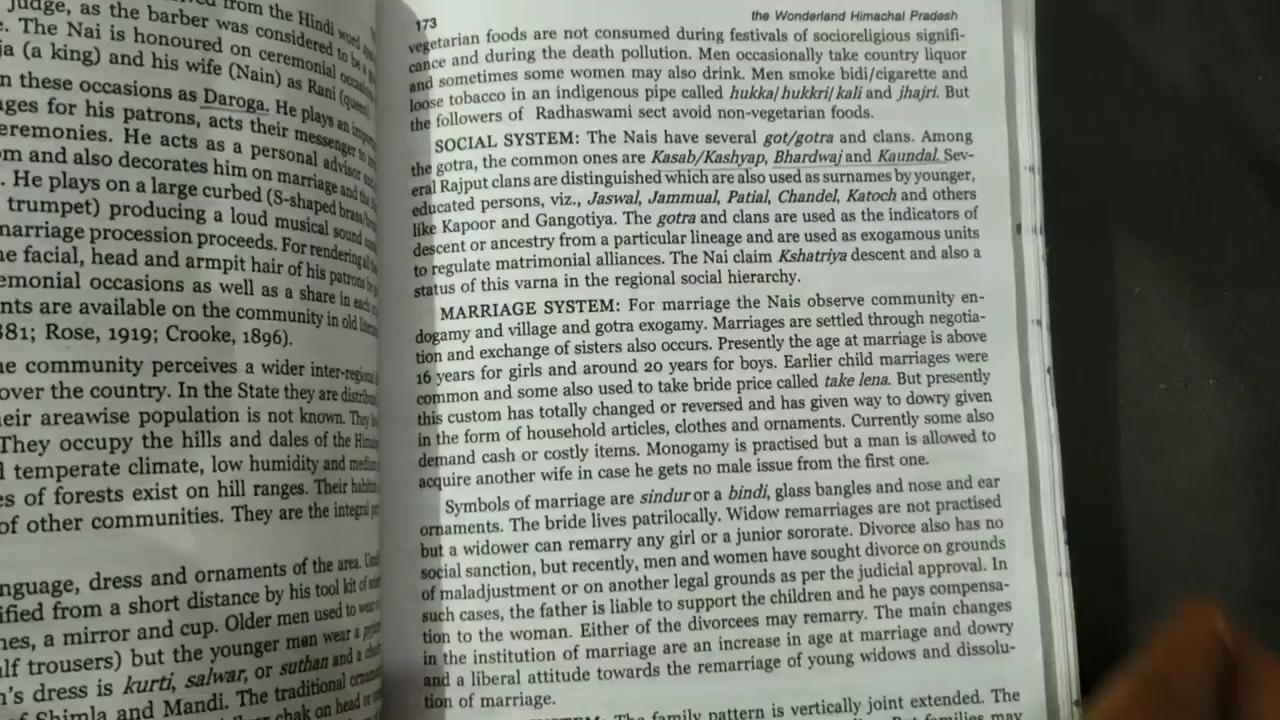 judge, as the barber was considered to be
The Nai is honoured on ceremonial
ja (a king) and his wife (Nain) as Rani (queen)
n these occasions as Daroga. He plays an
ages for his patrons, acts their messenger to
eremonies. He acts as a personal advisor
om and also decorates him on marriage and
. He plays on a large curbed (S-shaped brass
trumpet) producing a loud musical sound
marriage procession proceeds. For rendering
he facial, head and armpit hair of his patrons
emonial occasions as well as a share in each
nts are available on the community in old
881; Rose, 1919; Crooke, 1896).
he community perceives a wider inter-regional
over the country. In the State they are
eir areawise population is not known. They
They occupy the hills and dales of the
l temperate climate, low humidity and
es of forests exist on hill ranges. Their
of other communities. They are the integral
nguage, dress and ornaments of the area.
ified from a short distance by his tool kit of
nes, a mirror and cup. Older men used to
alf trousers) but the younger men wear a
n's dress is kurti, salwar, or suthan and a
of Shimla and Mandi. The traditional
chak on head or
173
the Wonderland Himachal Pradesh
vegetarian foods are not consumed during festivals of socioreligious signifi-
cance and during the death pollution. Men occasionally take country liquor
and sometimes some women may also drink. Men smoke bidi/cigarette and
loose tobacco in an indigenous pipe called hukka/hukkri/kali and jhajri. But
the followers of Radhaswami sect avoid non-vegetarian foods.
SOCIAL SYSTEM: The Nais have several got/gotra and clans. Among
the gotra, the common ones are Kasab/Kashyap, Bhardwaj and Kaundal. Sev-
eral Rajput clans are distinguished which are also used as surnames by younger,
educated persons, viz., Jaswal, Jammual, Patial, Chandel, Katoch and others
like Kapoor and Gangotiya. The gotra and clans are used as the indicators of
descent or ancestry from a particular lineage and are used as exogamous units
to regulate matrimonial alliances. The Nai claim Kshatriya descent and also a
status of this varna in the regional social hierarchy.
MARRIAGE SYSTEM: For marriage the Nais observe community en-
dogamy and village and gotra exogamy. Marriages are settled through negotia-
tion and exchange of sisters also occurs. Presently the age at marriage is above
16 years for girls and around 20 years for boys. Earlier child marriages were
common and some also used to take bride price called take lena. But presently
this custom has totally changed or reversed and has given way to dowry given
in the form of household articles, clothes and ornaments. Currently some also
demand cash or costly items. Monogamy is practised but a man is allowed to
acquire another wife in case he gets no male issue from the first one.
Symbols of marriage are sindur or a bindi, glass bangles and nose and ear
ornaments. The bride lives patrilocally. Widow remarriages are not practised
but a widower can remarry any girl or a junior sororate. Divorce also has no
social sanction, but recently, men and women have sought divorce on grounds
of maladjustment or on another legal grounds as per the judicial approval. In
such cases, the father is liable to support the children and he pays compensa-
tion to the woman. Either of the divorcees may remarry. The main changes
in the institution of marriage are an increase in age at marriage and dowry
and a liberal attitude towards the remarriage of young widows and dissolu-
tion of marriage.
The family pattern is vertically joint extended. The